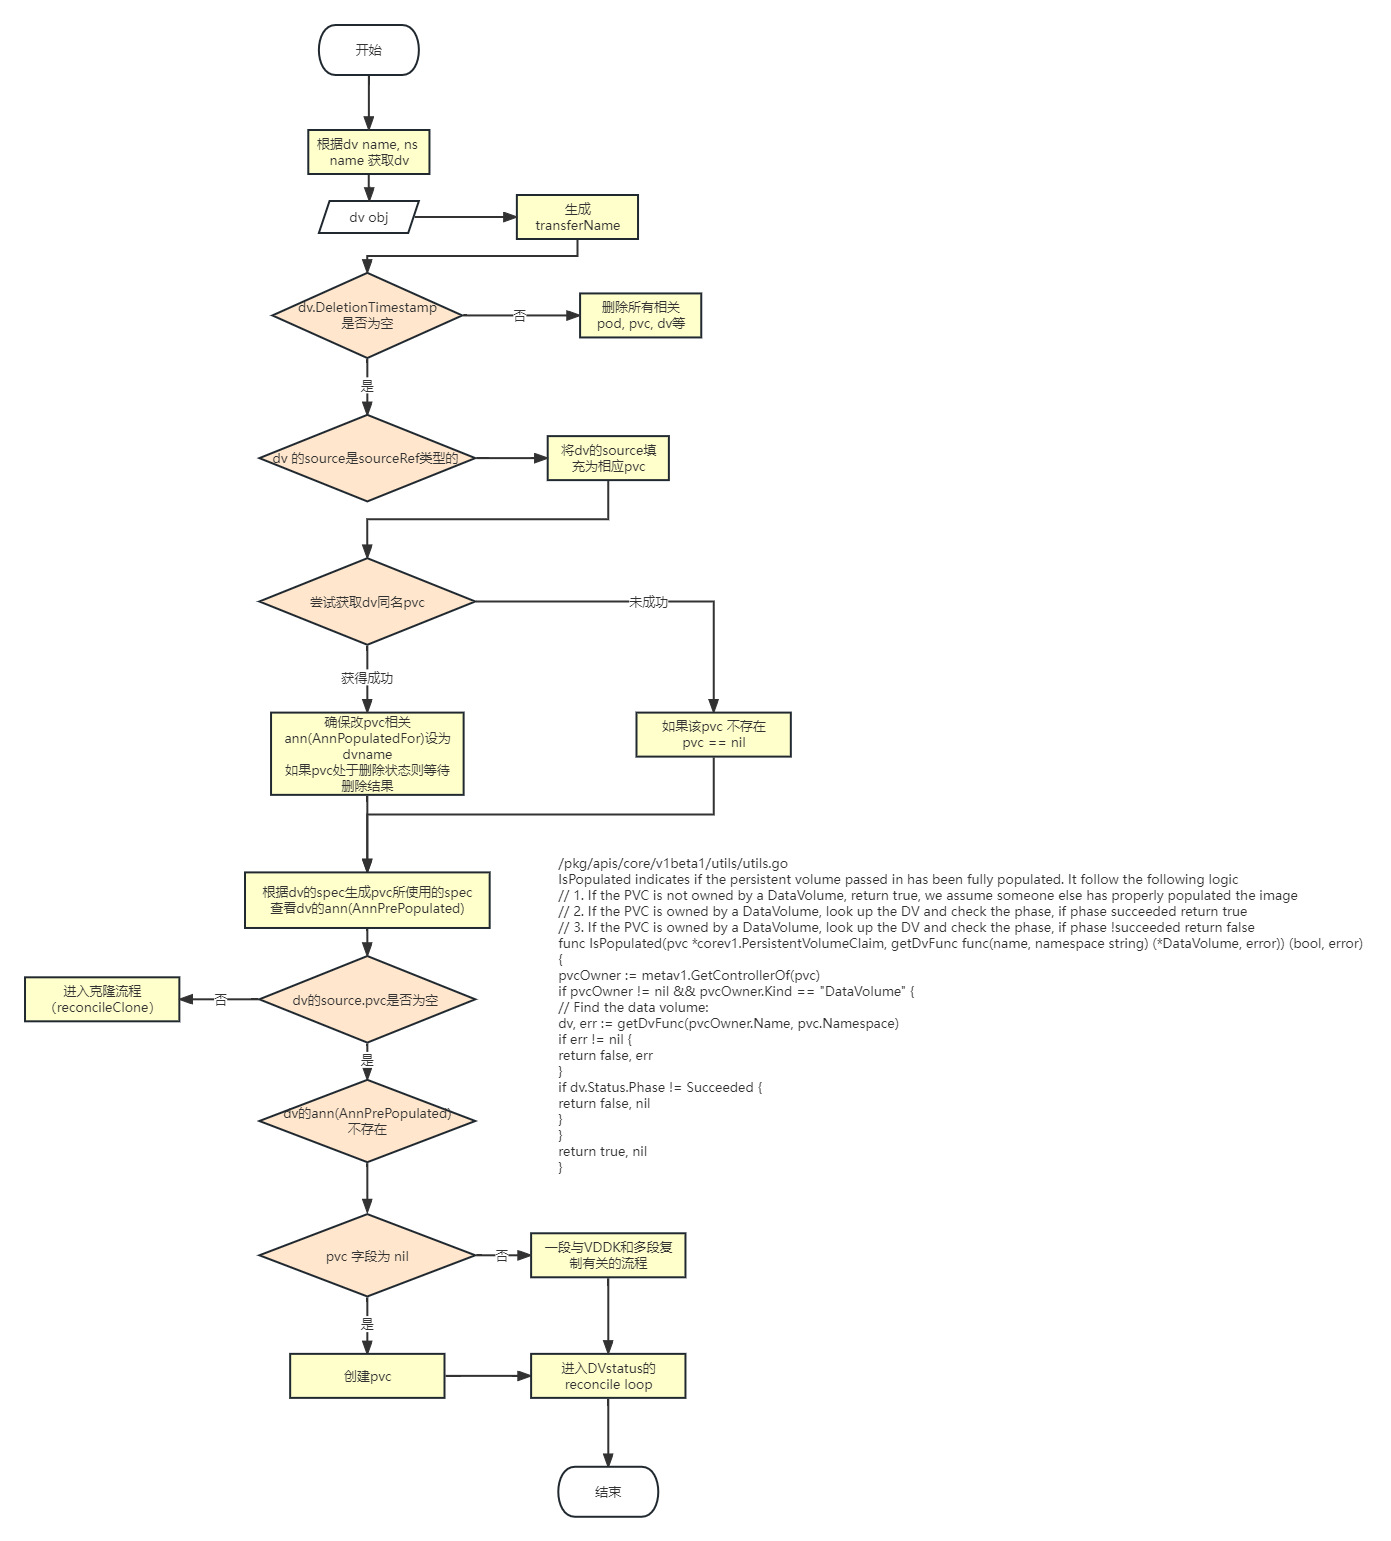 开始
根据dv name, ns
name 获取dv
dv obj
生成
transferName
dv.DeletionTimestamp
是否为空
否
删除所有相关
pod, pvc, dv等
是
dv 的source是sourceRef类型的
将dv的source填
充为相应pvc
尝试获取dv同名pvc
未成功
获得成功
确保改pvc相关
ann(AnnPopulatedFor)设为
dvname
如果pvc处于删除状态则等待
删除结果
如果该pvc 不存在
pvc == nil
根据dv的spec生成pvc所使用的spec
查看dv的ann(AnnPrePopulated)
/pkg/apis/core/v1beta1/utils/utils.go
IsPopulated indicates if the persistent volume passed in has been fully populated. It follow the following logic
// 1. If the PVC is not owned by a DataVolume, return true, we assume someone else has properly populated the image
// 2. If the PVC is owned by a DataVolume, look up the DV and check the phase, if phase succeeded return true
// 3. If the PVC is owned by a DataVolume, look up the DV and check the phase, if phase !succeeded return false
func IsPopulated(pvc *corev1.PersistentVolumeClaim, getDvFunc func(name, namespace string) (*DataVolume, error)) (bool, error)
{
pvcOwner := metav1.GetControllerOf(pvc)
if pvcOwner != nil && pvcOwner.Kind == "DataVolume" {
// Find the data volume:
dv, err := getDvFunc(pvcOwner.Name, pvc.Namespace)
if err != nil {
return false, err
}
if dv.Status.Phase != Succeeded {
return false, nil
}
}
return true, nil
}
dv的source.pvc是否为空
否
进入克隆流程
（reconcileClone）
是
dv的ann(AnnPrePopulated)
不存在
pvc 字段为 nil
否
一段与VDDK和多段复
制有关的流程
是
创建pvc
进入DVstatus的
reconcile loop
结束